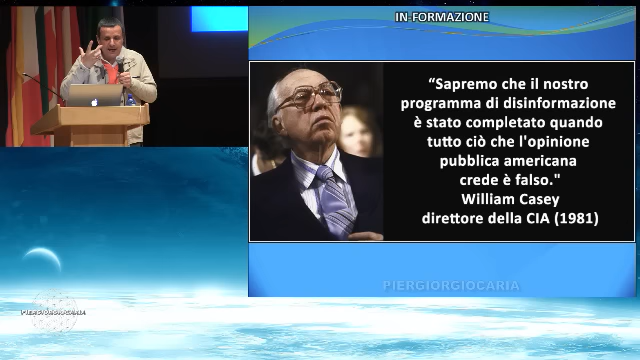 IN-FORMAZIONE
“Sapremo che il nostro
programma di disinformazione
è stato completato quando
tutto ciò che l'opinione
pubblica americana
crede è falso."
William Casey
direttore della CIA (1981)
PIERGIORGIOCARIA
PIERGIORGIOCARIA